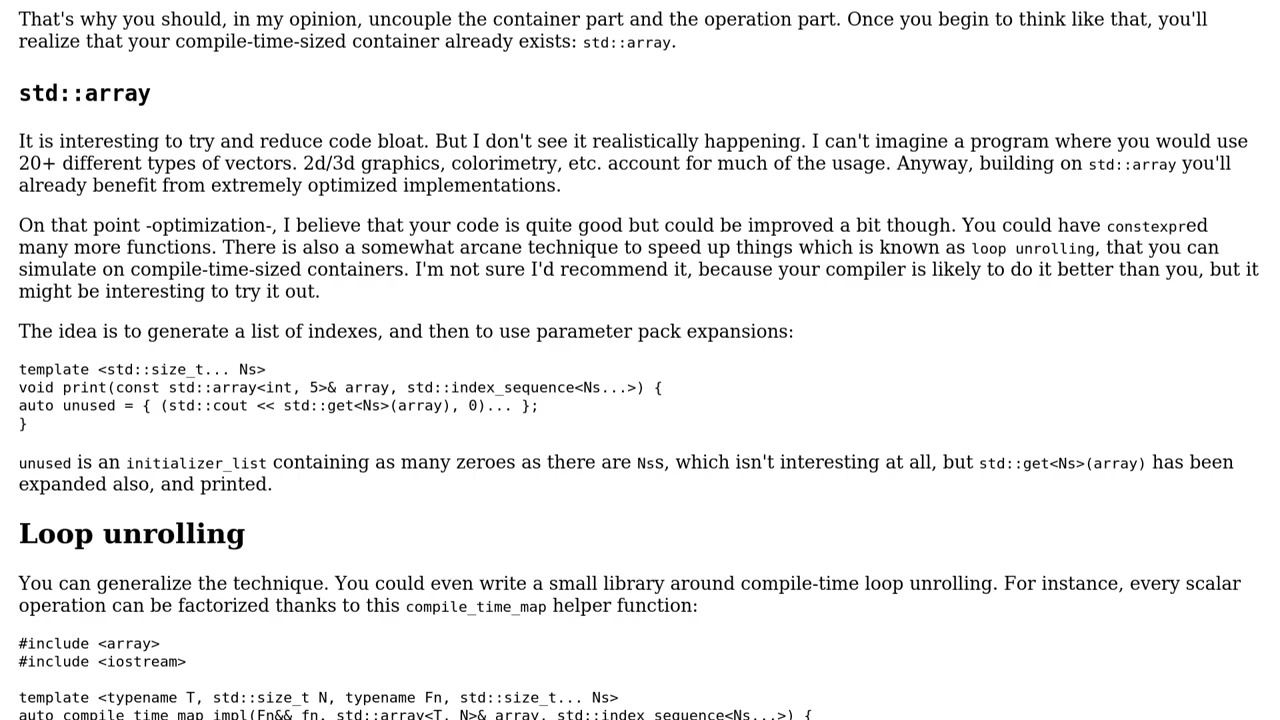 That's why you should, in my opinion, uncouple the container part and the operation part. Once you begin to think like that, you'll
realize that your compile-time-sized container already exists: std::array.
std::array
It is interesting to try and reduce code bloat. But I don't see it realistically happening. I can't imagine a program where you would use
20+ different types of vectors. 2d/3d graphics, colorimetry, etc. account for much of the usage. Anyway, building on std::array you'll
already benefit from extremely optimized implementations.
On that point -optimization-, I believe that your code is quite good but could be improved a bit though. You could have constexpred
many more functions. There is also a somewhat arcane technique to speed up things which is known as loop unrolling, that you can
simulate on compile-time-sized containers. I'm not sure I'd recommend it, because your compiler is likely to do it better than you, but it
might be interesting to try it out.
The idea is to generate a list of indexes, and then to use parameter pack expansions:
template <std::size_t... Ns>
void print(const std::array<int, 5>& array, std::index_sequence<Ns...>) {
auto unused = { (std::cout << std::get<Ns>(array), 0)... };
}
unused is an initializer_list containing as many zeroes as there are Nss, which isn't interesting at all, but std::get<Ns>(array) has been
expanded also, and printed.
Loop unrolling
You can generalize the technique. You could even write a small library around compile-time loop unrolling. For instance, every scalar
operation can be factorized thanks to this compile_time_map helper function:
#include <array>
#include <iostream>
template <typename T, std::size_t N, typename Fn, std::size_t... Ns>
auto compile_time_map_impl(Fn&& fn, std::array<T, N>& array, std::index_sequence<Ns...>) {